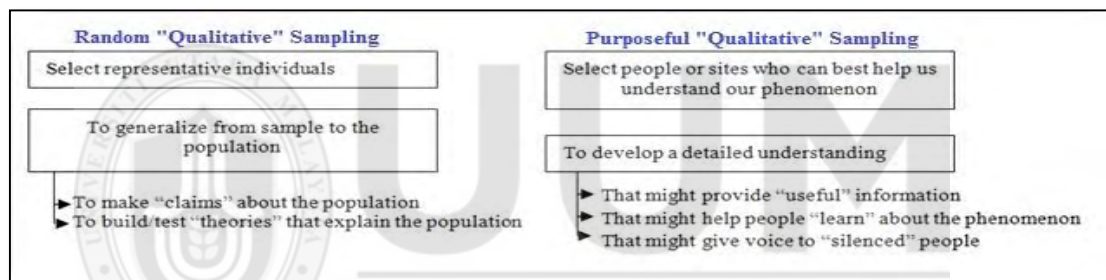 Random "Qualitative" Sampling
Select representative individuals
To generalize from sample to the
population
To make “claims” about the population
To build/test “theories” that explain the population
Purposeful "Qualitative" Sampling
Select people or sites who can best help us
understand our phenomenon
To develop a detailed understanding
That might provide “useful” information
That might help people “learn” about the phenomenon
That might give voice to “silenced” people
UUM